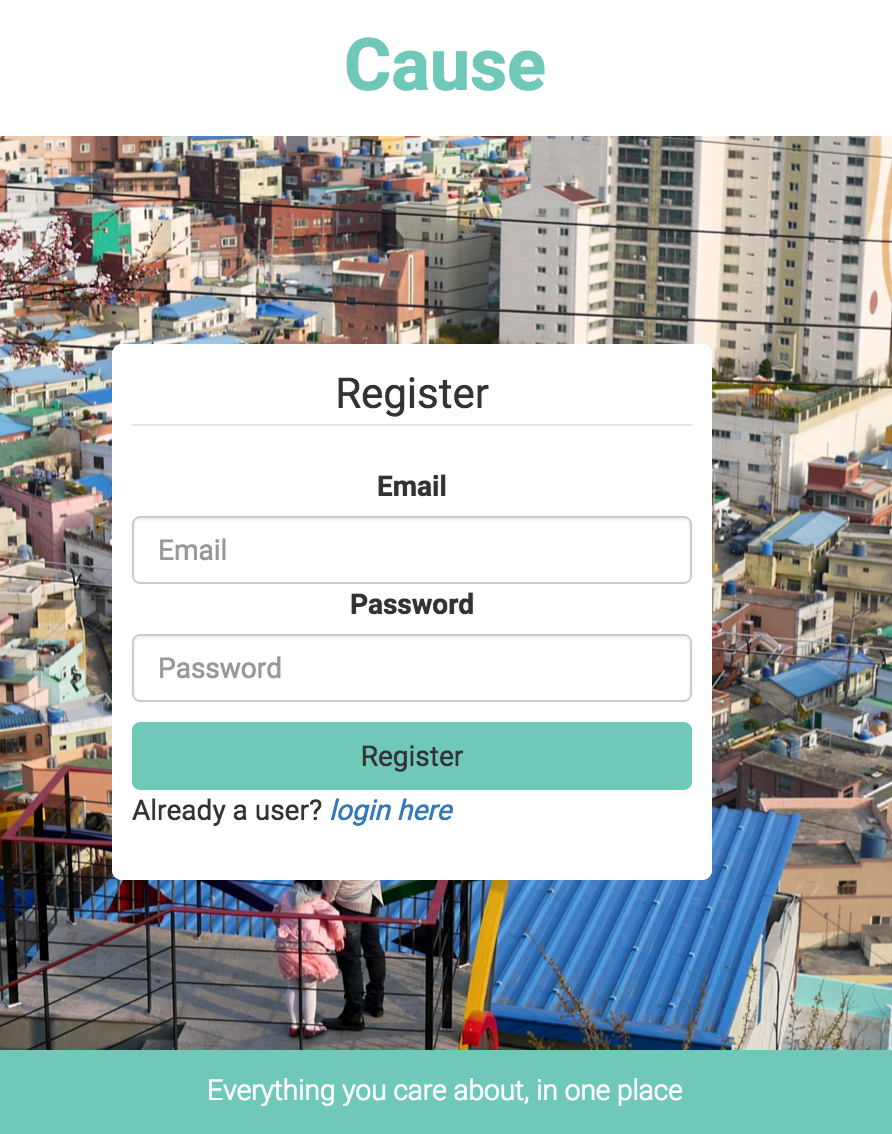 Cause
Register
Email
Email
Password
Password
Register
Already a user? login here
Everything you care about, in one place